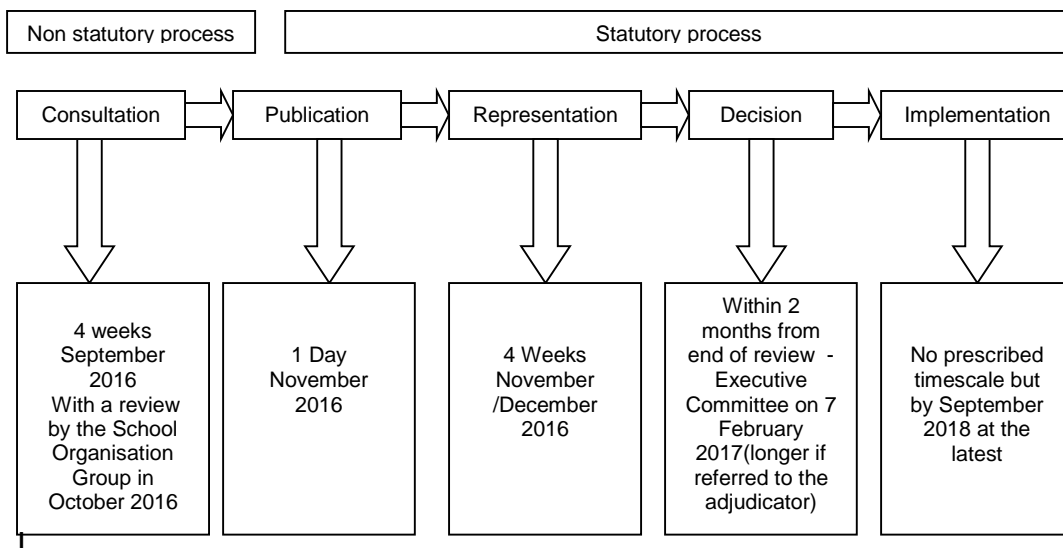 Non statutory process
Statutory process
Consultation
Publication
Representation
Decision
Implementation
4 weeks
September
2016
With a review
by the School
Organisation
Group in
October 2016
1 Day
November
2016
4 Weeks
November
/December
2016
Within 2
months from
end of review -
Executive
Committee on 7
February
2017(longer if
referred to the
adjudicator)
No prescribed
timescale but
by September
2018 at the
latest